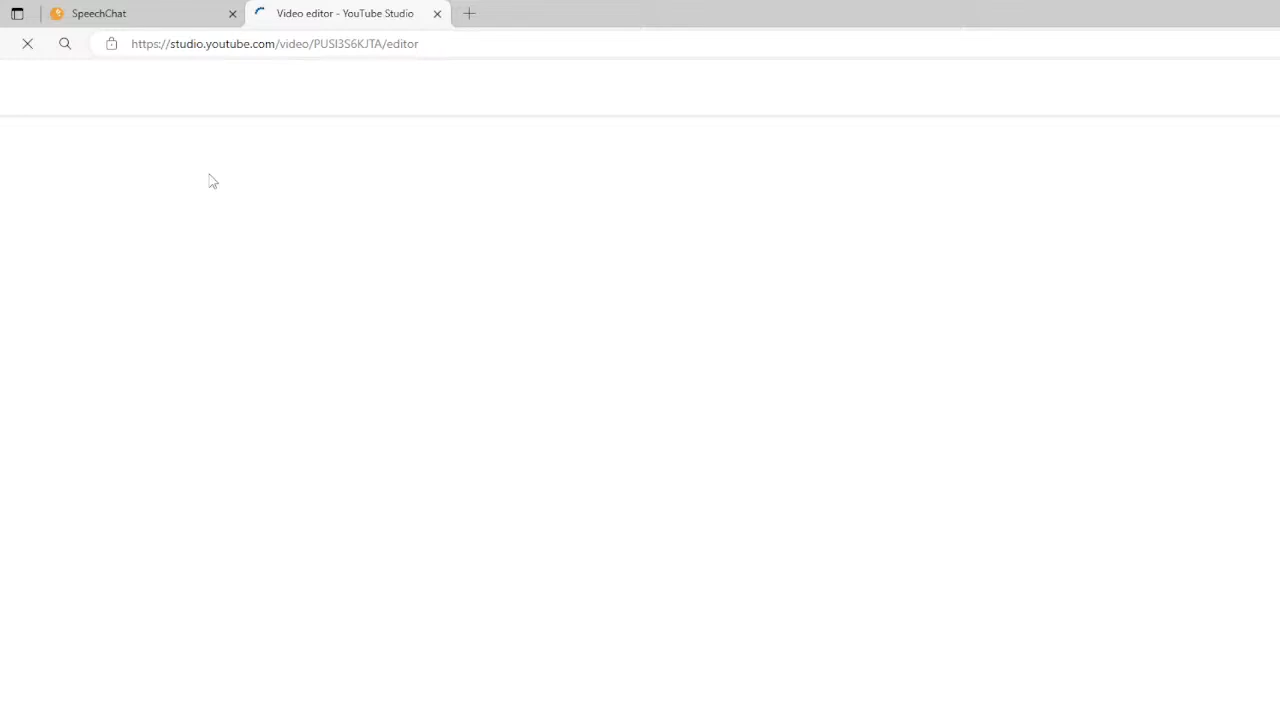 SpeechChat
Video editor - YouTube Studio
https://studio.youtube.com/video/PUSI3S6KJTA/editor